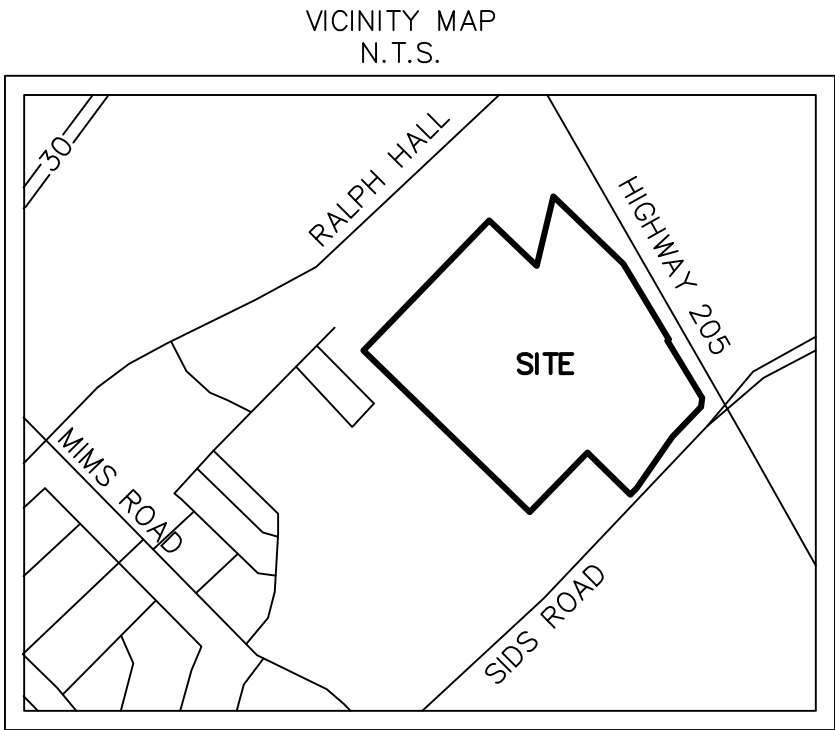 VICINITY MAP
N.T.S.
30
RALPH HALL
HIGHWAY 205
SITE
MIMS ROAD
SIDS ROAD